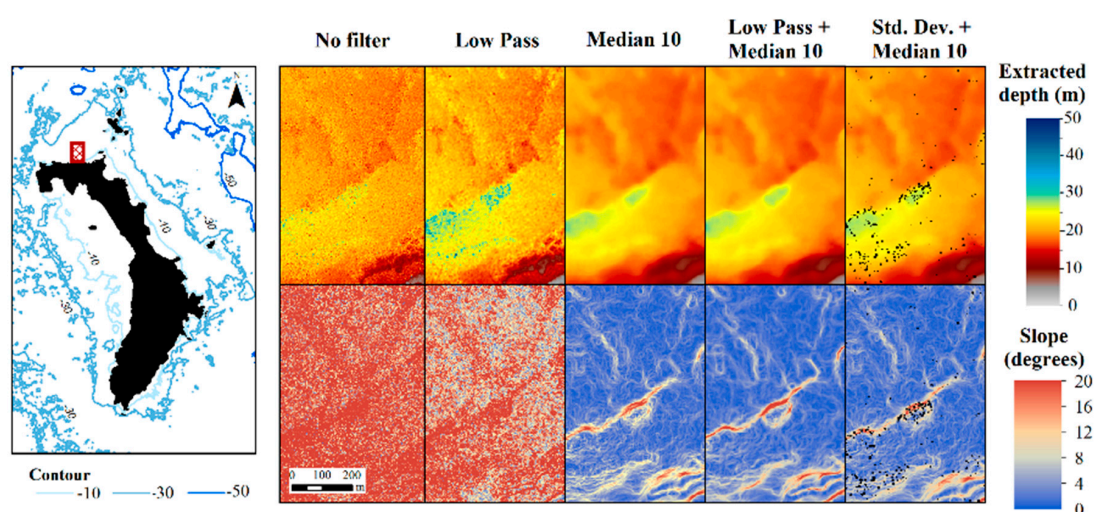 No filter
Low Pass
Median 10
Low Pass +
Median 10
Std. Dev. +
Median 10
N
-50
-10
-30
-10
-30
-30
Contour
-10
-30
-50
0 100 200
m
Extracted
depth (m)
50
40
30
20
10
0
Slope
(degrees)
20
16
12
8
4
0